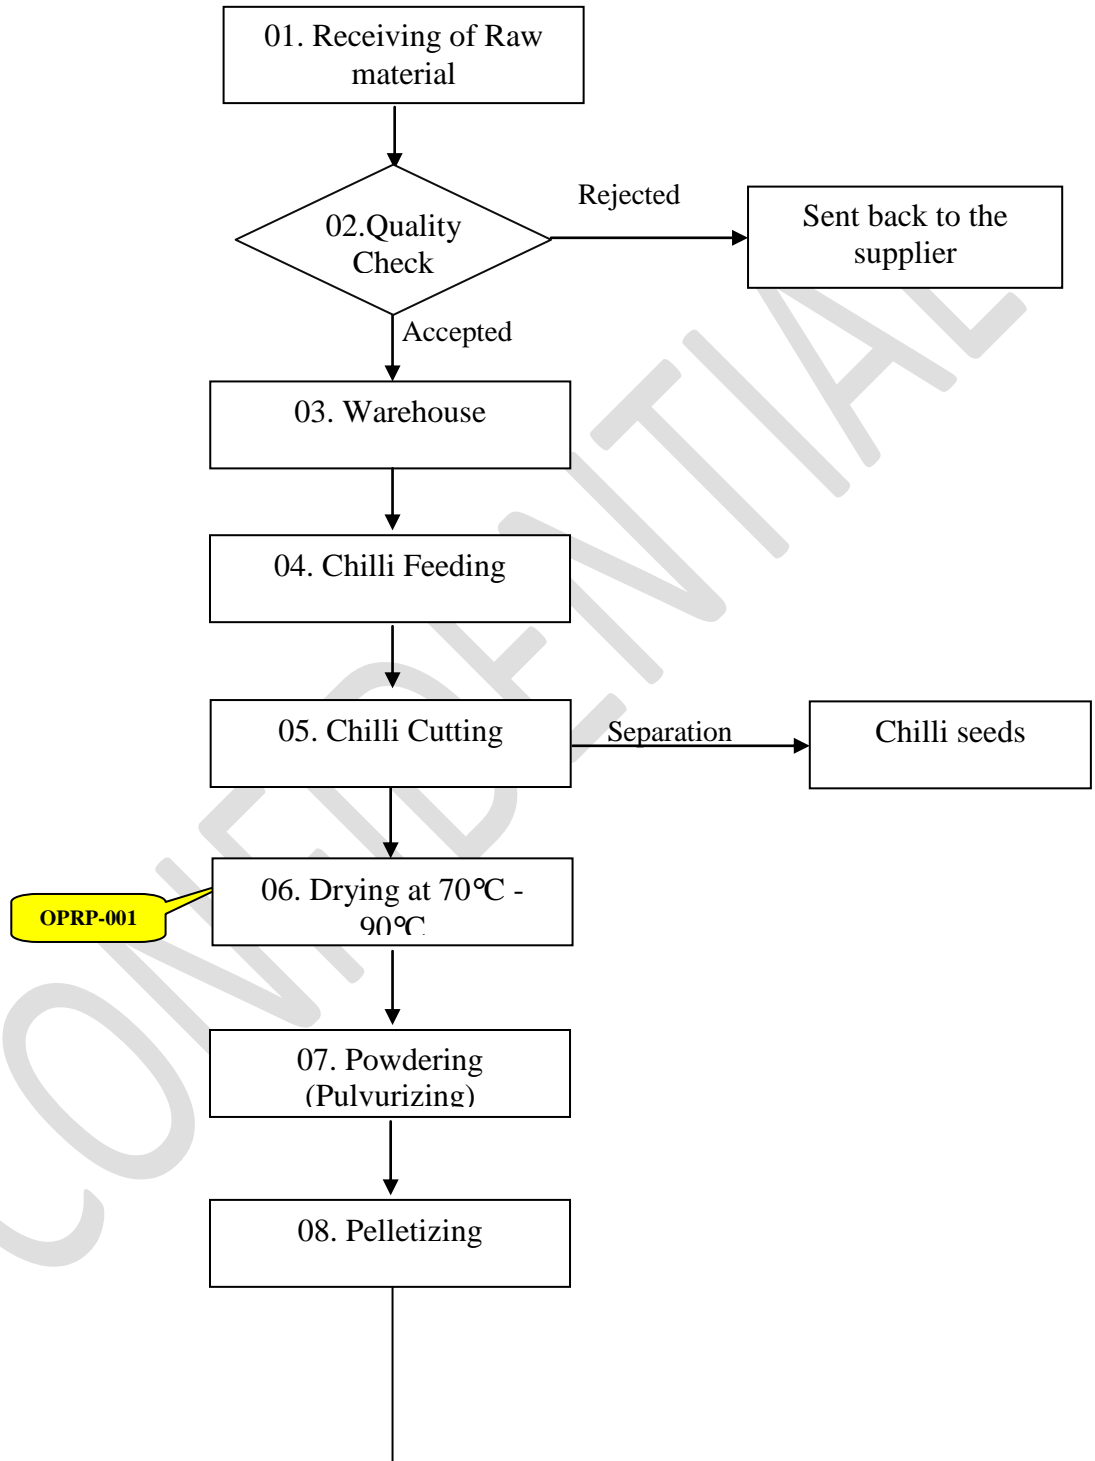 01. Receiving of Raw
material
02.Quality
Check
Rejected
Sent back to the
supplier
Accepted
03. Warehouse
04. Chilli Feeding
05. Chilli Cutting
Separation
Chilli seeds
06. Drying at 70℃ -
90℃
OPRP-001
07. Powdering
(Pulvurizing)
08. Pelletizing
CONFIDENTIAL